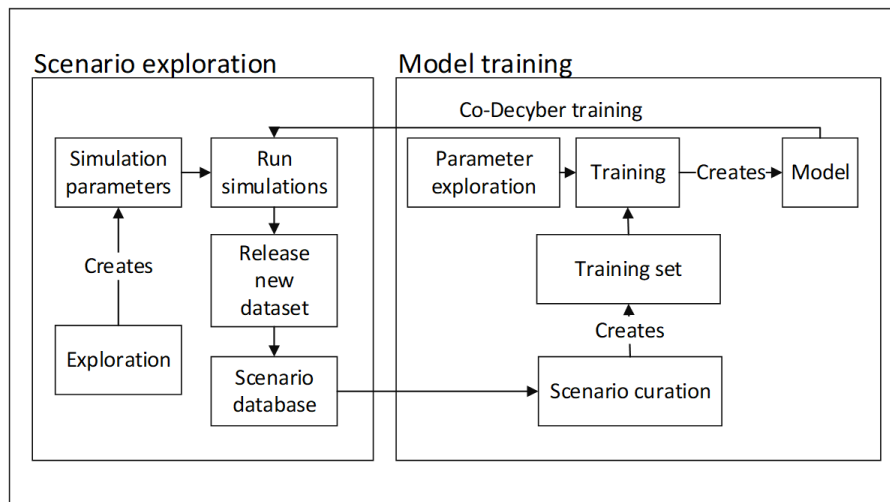 Scenario exploration
Model training
Co-Decyber training
Simulation
parameters
Run
simulations
Parameter
exploration
Training
Creates
Model
Creates
Release
new
dataset
Training set
Creates
Exploration
Scenario
database
Scenario curation